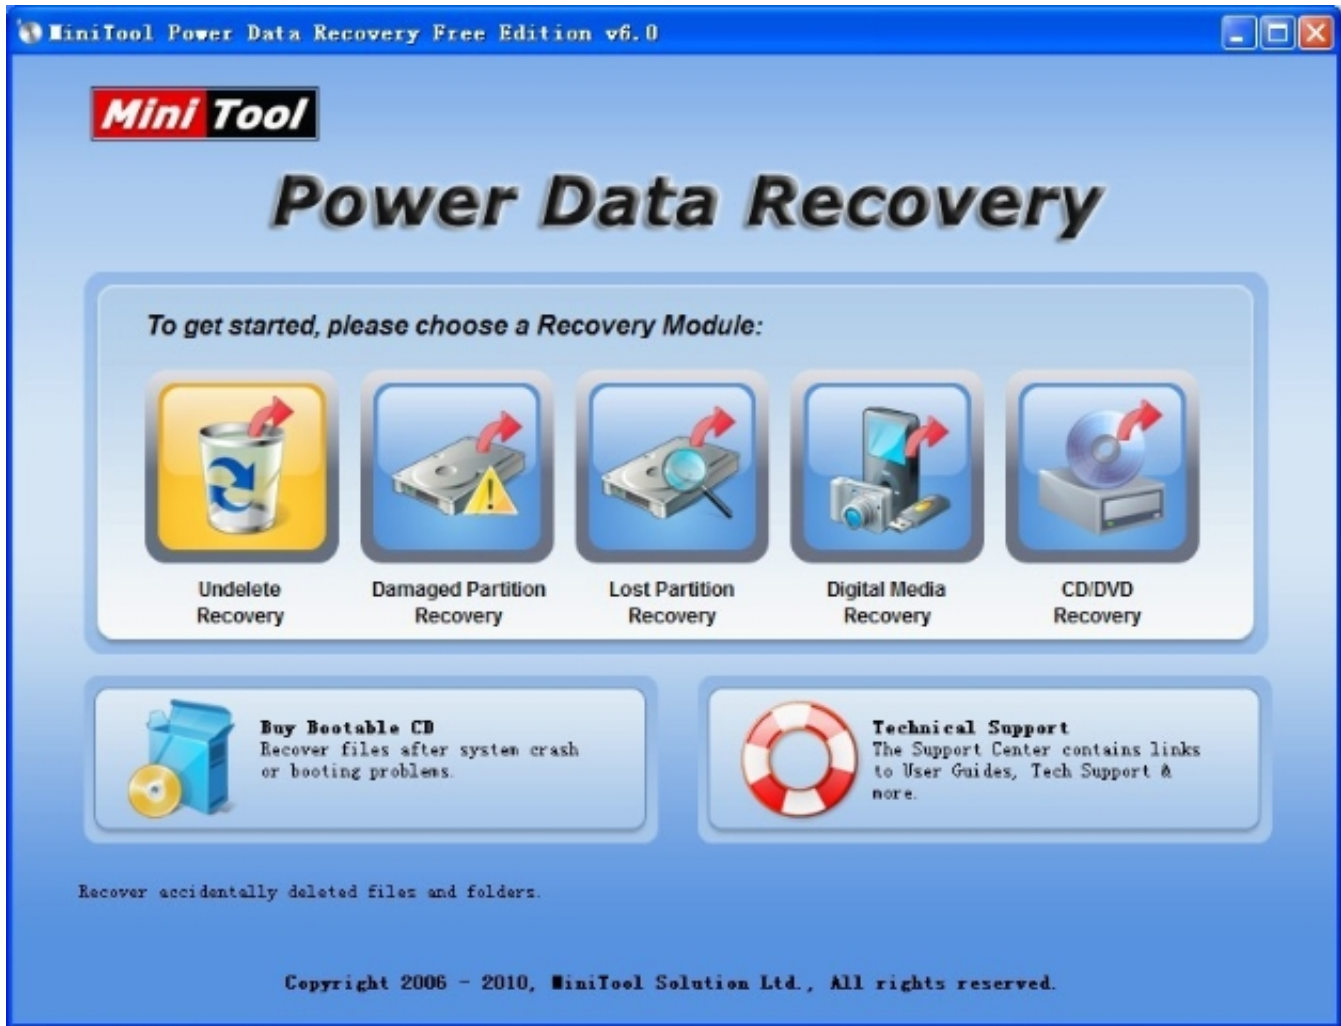 MiniTool Power Data Recovery Free Edition v6.0
Mini Tool
Power Data Recovery
To get started, please choose a Recovery Module:
Undelete
Recovery
Damaged Partition
Recovery
Lost Partition
Recovery
Digital Media
Recovery
CD/DVD
Recovery
Buy Bootable CD
Recover files after system crash
or booting problems.
Technical Support
The Support Center contains links
to User Guides, Tech Support &
more.
Recover accidentally deleted files and folders.
Copyright 2006 - 2010, MiniTool Solution Ltd., All rights reserved.